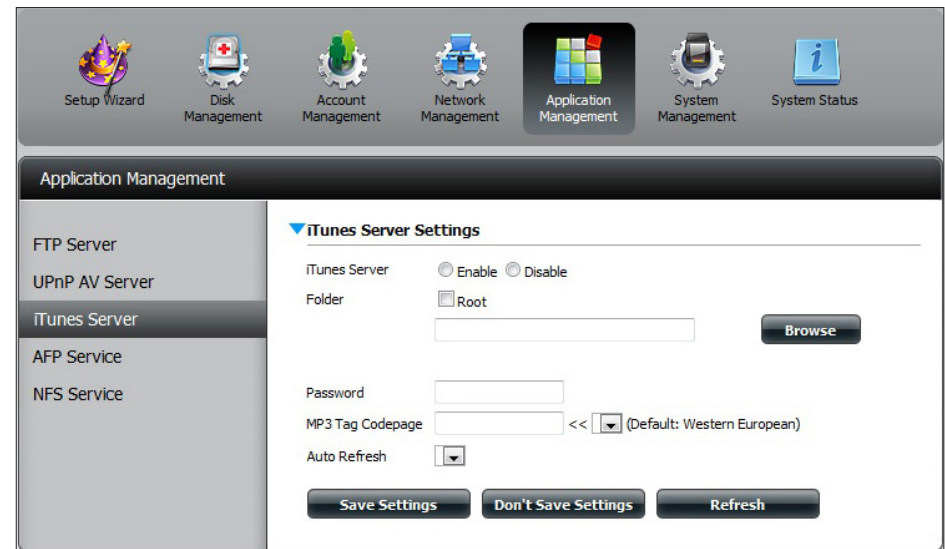 Setup Wizard
Disk
Management
Account
Management
Network
Management
Application
Management
System
Management
System Status
Application Management
FTP Server
UPnP AV Server
iTunes Server
AFP Service
NFS Service
iTunes Server Settings
iTunes Server Enable Disable
Folder Root
Browse
Password
MP3 Tag Codepage << (Default: Western European)
Auto Refresh
Save Settings Don't Save Settings Refresh